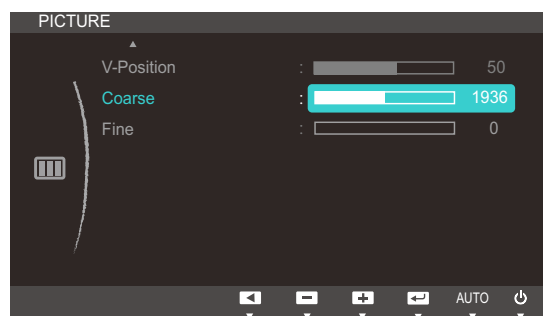 PICTURE
V-Position : 50
Coarse : 1936
Fine : 0
AUTO